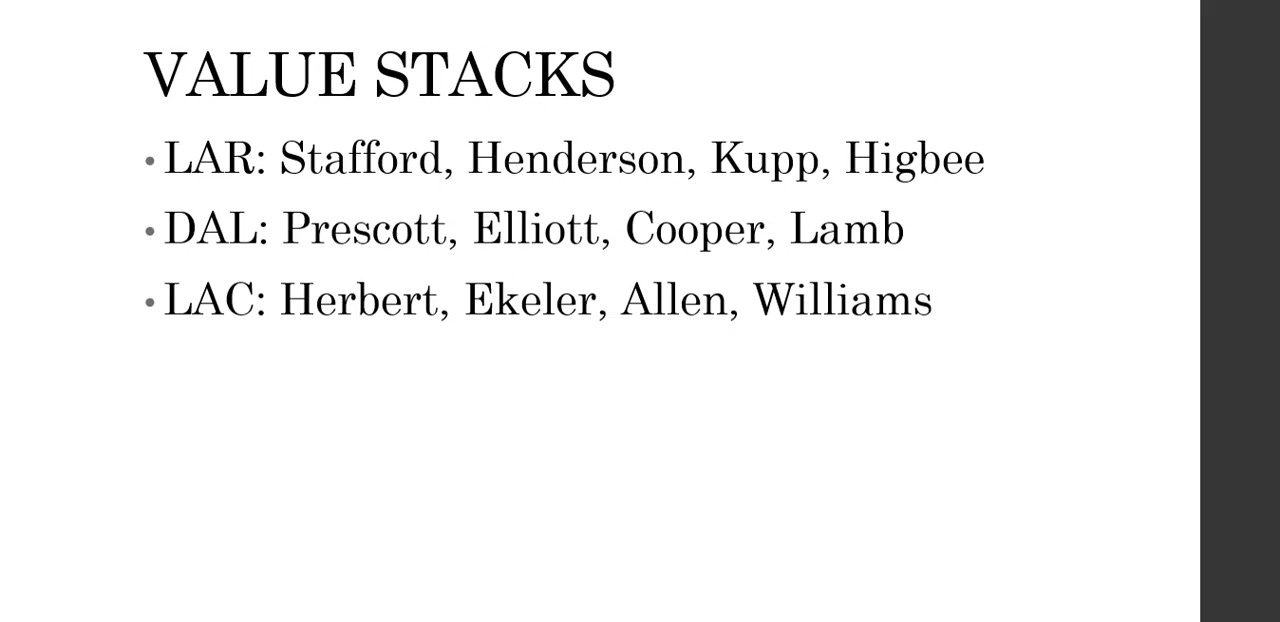 VALUE STACKS
• LAR: Stafford, Henderson, Kupp, Higbee
• DAL: Prescott, Elliott, Cooper, Lamb
• LAC: Herbert, Ekeler, Allen, Williams